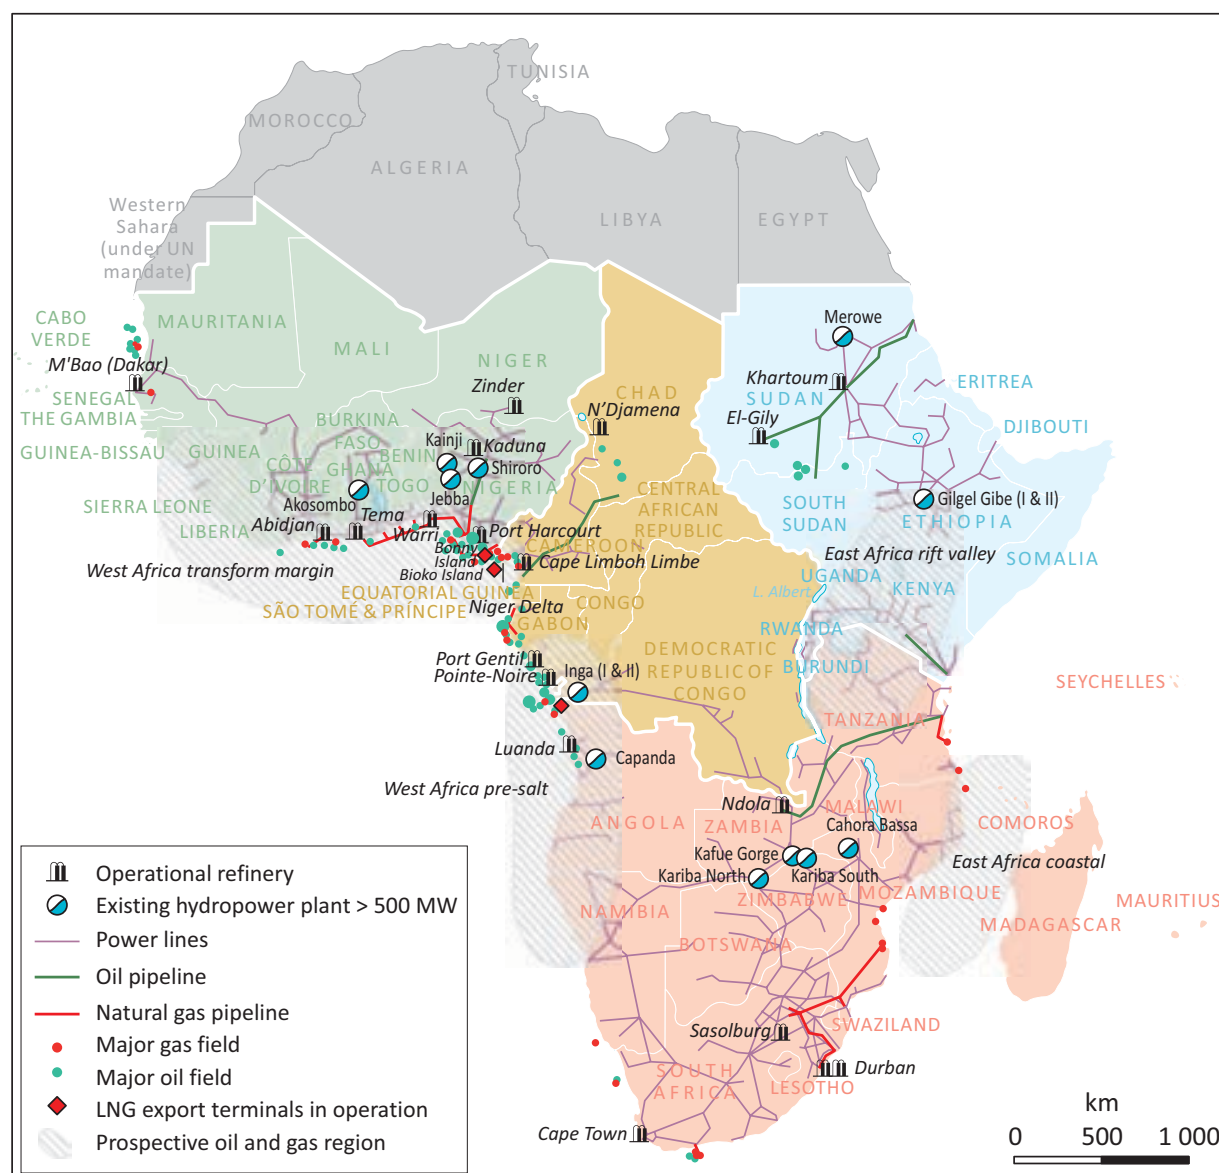 TUNISIA
MOROCCO
ALGERIA
LIBYA
EGYPT
Western
Sahara
(under UN
mandate)
CABO
VERDE
MAURITANIA
MALI
NIGER
CHAD
Merowe
M'Bao (Dakar)
Zinder
N'Djamena
Khartoum
SUDAN
ERITREA
SENEGAL
THE GAMBIA
El-Gily
DJIBOUTI
BURKINA
FASO
GUINEA-BISSAU
GUINEA
Kainji
Kaduna
BENIN
CÔTE
D'IVOIRE
GHANA
TOGO
Shiroro
NIGERIA
Jebba
Akosombo
CENTRAL
AFRICAN
REPUBLIC
SOUTH
SUDAN
Gilgel Gibe (I & II)
ETHIOPIA
SIERRA LEONE
LIBERIA
Abidjan
Tema
Warri
Port Harcourt
Bonny
Island
Bioko Island
CAMEROON
Cape Limboh Limbe
East Africa rift valley
SOMALIA
West Africa transform margin
EQUATORIAL GUINEA
SÃO TOMÉ & PRÍNCIPE
Niger Delta
GABON
CONGO
UGANDA
L. Albert
KENYA
RWANDA
BURUNDI
DEMOCRATIC
REPUBLIC OF
CONGO
Port Gentil
Pointe-Noire
Inga (I & II)
SEYCHELLES
TANZANIA
Luanda
Capanda
West Africa pre-salt
Ndola
MALAWI
ANGOLA
ZAMBIA
Cahora Bassa
COMOROS
Kafue Gorge
Kariba North
Kariba South
East Africa coastal
ZIMBABWE
MOZAMBIQUE
NAMIBIA
BOTSWANA
MADAGASCAR
MAURITIUS
Sasolburg
SWAZILAND
SOUTH
AFRICA
LESOTHO
Durban
Cape Town
Operational refinery
Existing hydropower plant > 500 MW
Power lines
Oil pipeline
Natural gas pipeline
Major gas field
Major oil field
LNG export terminals in operation
Prospective oil and gas region
km
0 500 1 000